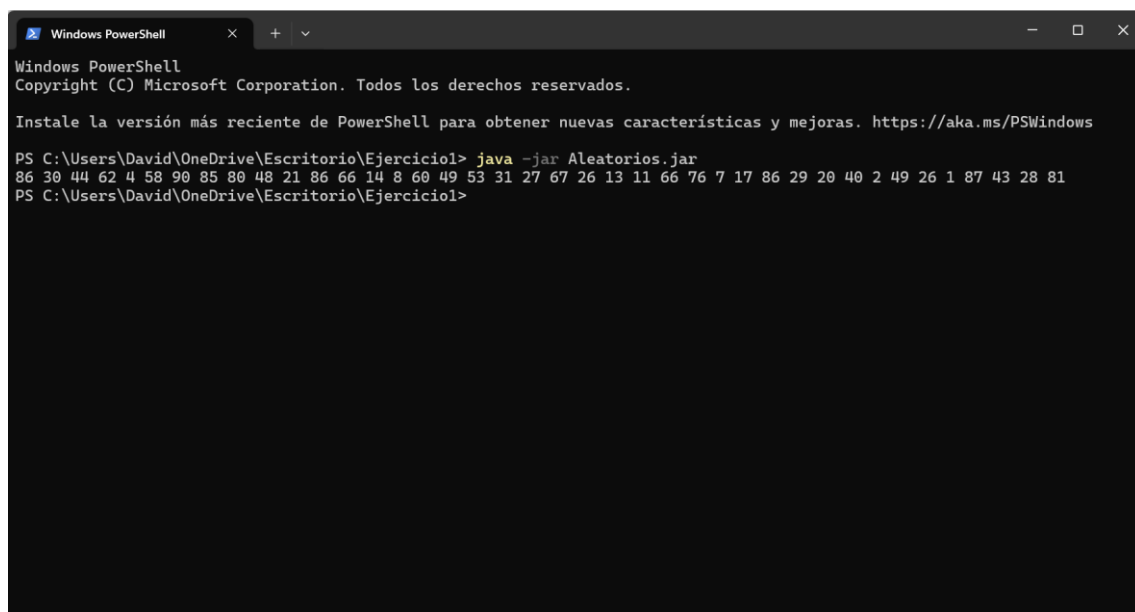 Windows PowerShell
Windows PowerShell
Copyright (C) Microsoft Corporation. Todos los derechos reservados.
Instale la versión más reciente de PowerShell para obtener nuevas características y mejoras. https://aka.ms/PSWindows
PS C:\Users\David\OneDrive\Escritorio\Ejercicio1> java -jar Aleatorios.jar
86 30 44 62 4 58 90 85 80 48 21 86 66 14 8 60 49 53 31 27 67 26 13 11 66 76 7 17 86 29 20 40 2 49 26 1 87 43 28 81
PS C:\Users\David\OneDrive\Escritorio\Ejercicio1>